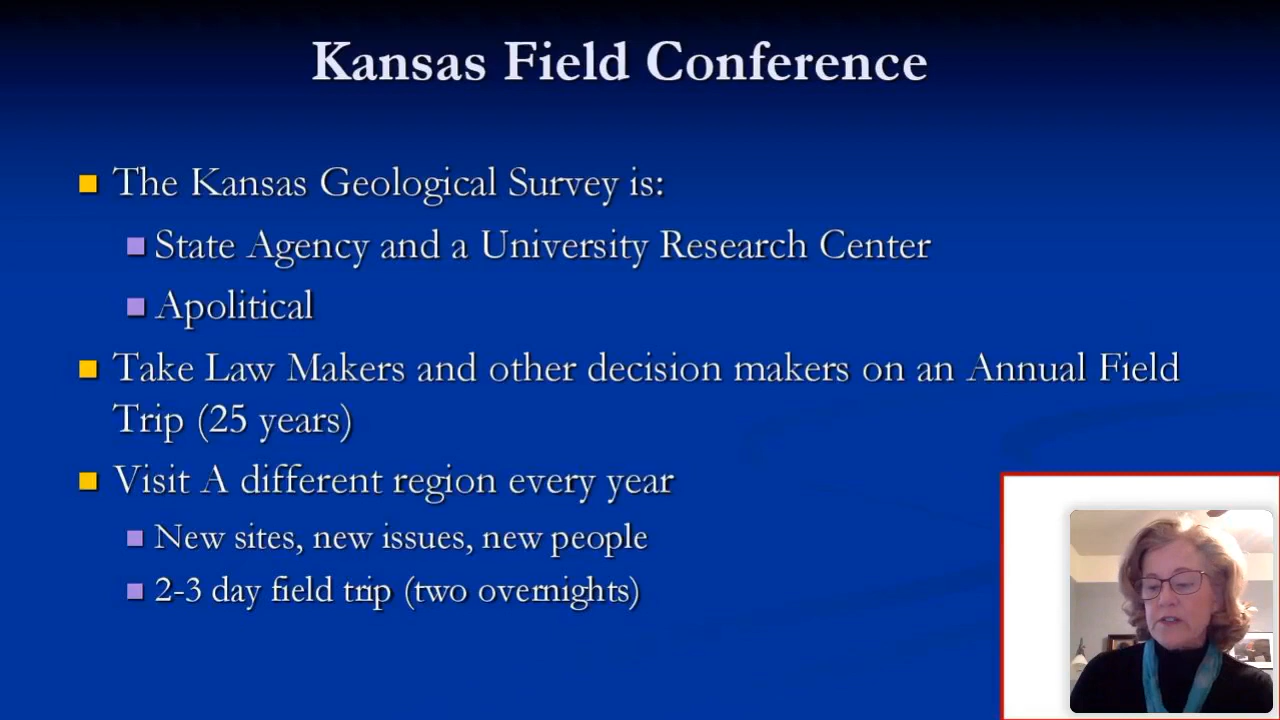 Kansas Field Conference
The Kansas Geological Survey is:
State Agency and a University Research Center
Apolitical
Take Law Makers and other decision makers on an Annual Field
Trip (25 years)
Visit A different region every year
New sites, new issues, new people
2-3 day field trip (two overnights)